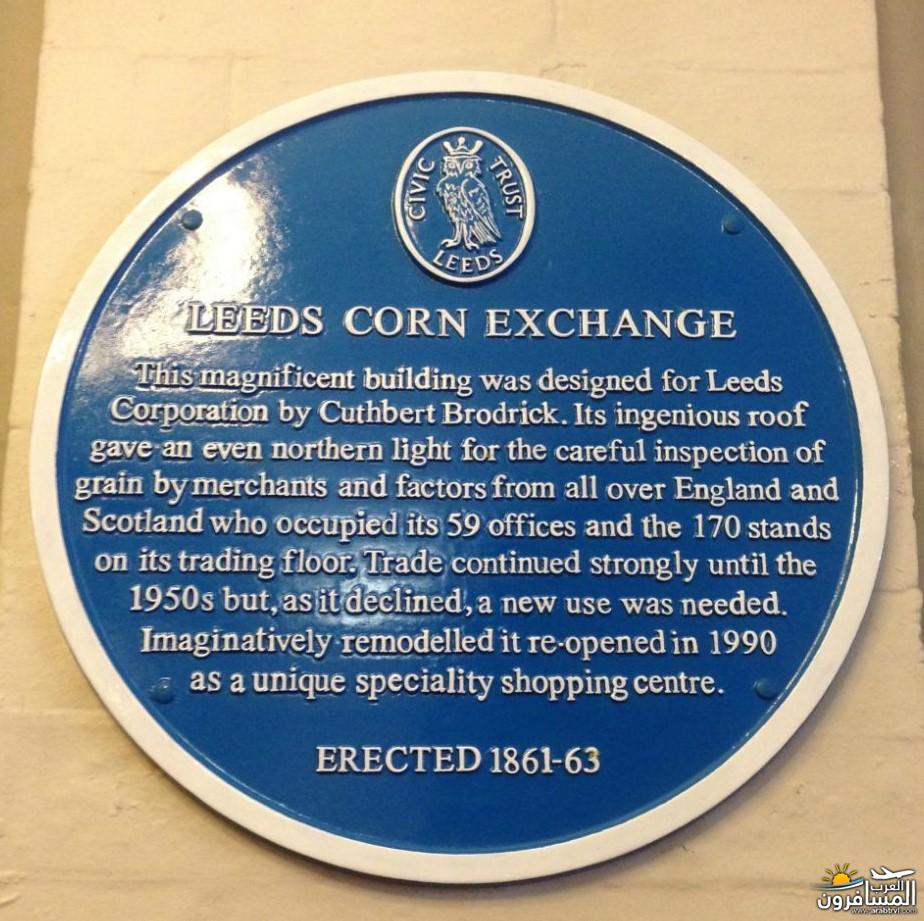 CIVIC TRUST
LEEDS
LEEDS CORN EXCHANGE
This magnificent building was designed for Leeds
Corporation by Cuthbert Brodrick. Its ingenious roof
gave an even northern light for the careful inspection of
grain by merchants and factors from all over England and
Scotland who occupied its 59 offices and the 170 stands
on its trading floor. Trade continued strongly until the
1950s but, as it declined, a new use was needed.
Imaginatively remodelled it re-opened in 1990
as a unique speciality shopping centre.
ERECTED 1861-63
العرب
المسافرون
www.arabtrvl.com